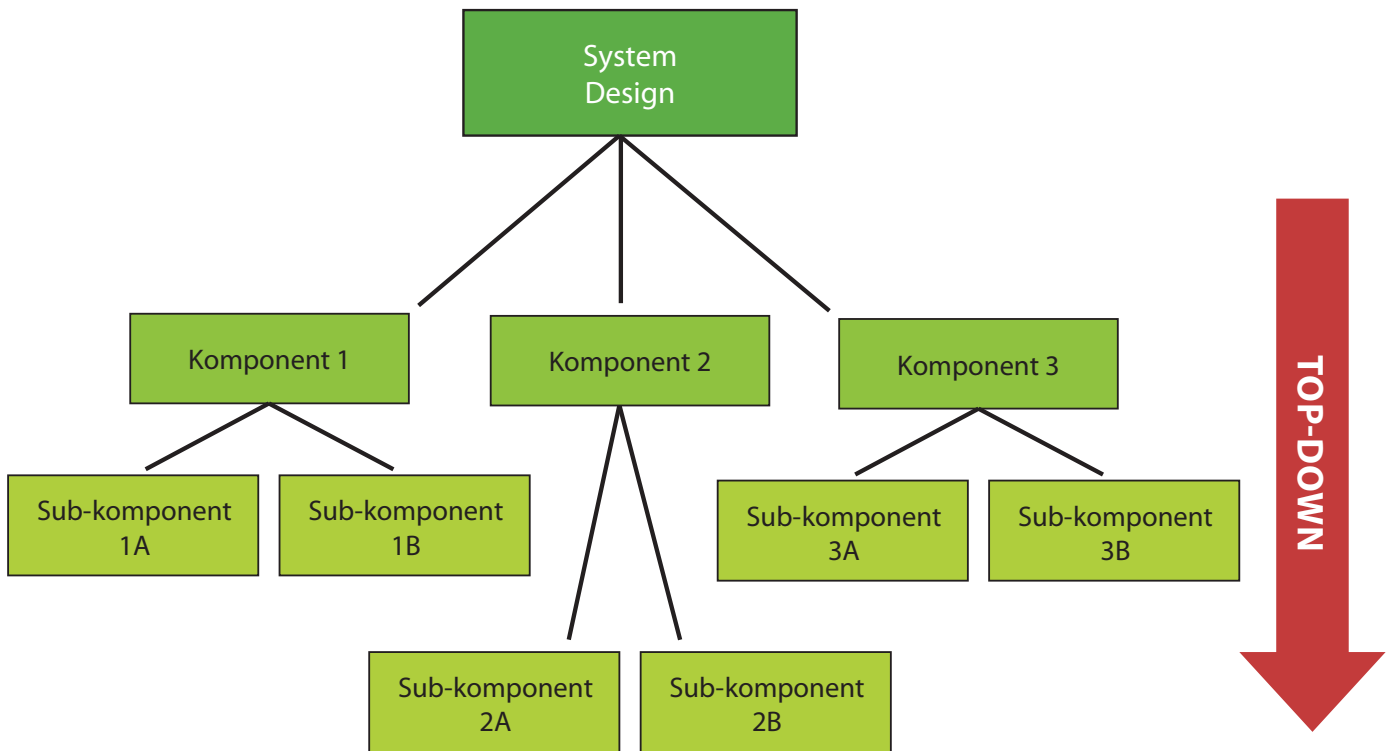 System
Design
Komponent 1
Komponent 2
Komponent 3
Sub-komponent
1A
Sub-komponent
1B
Sub-komponent
3A
Sub-komponent
3B
Sub-komponent
2A
Sub-komponent
2B
TOP-DOWN